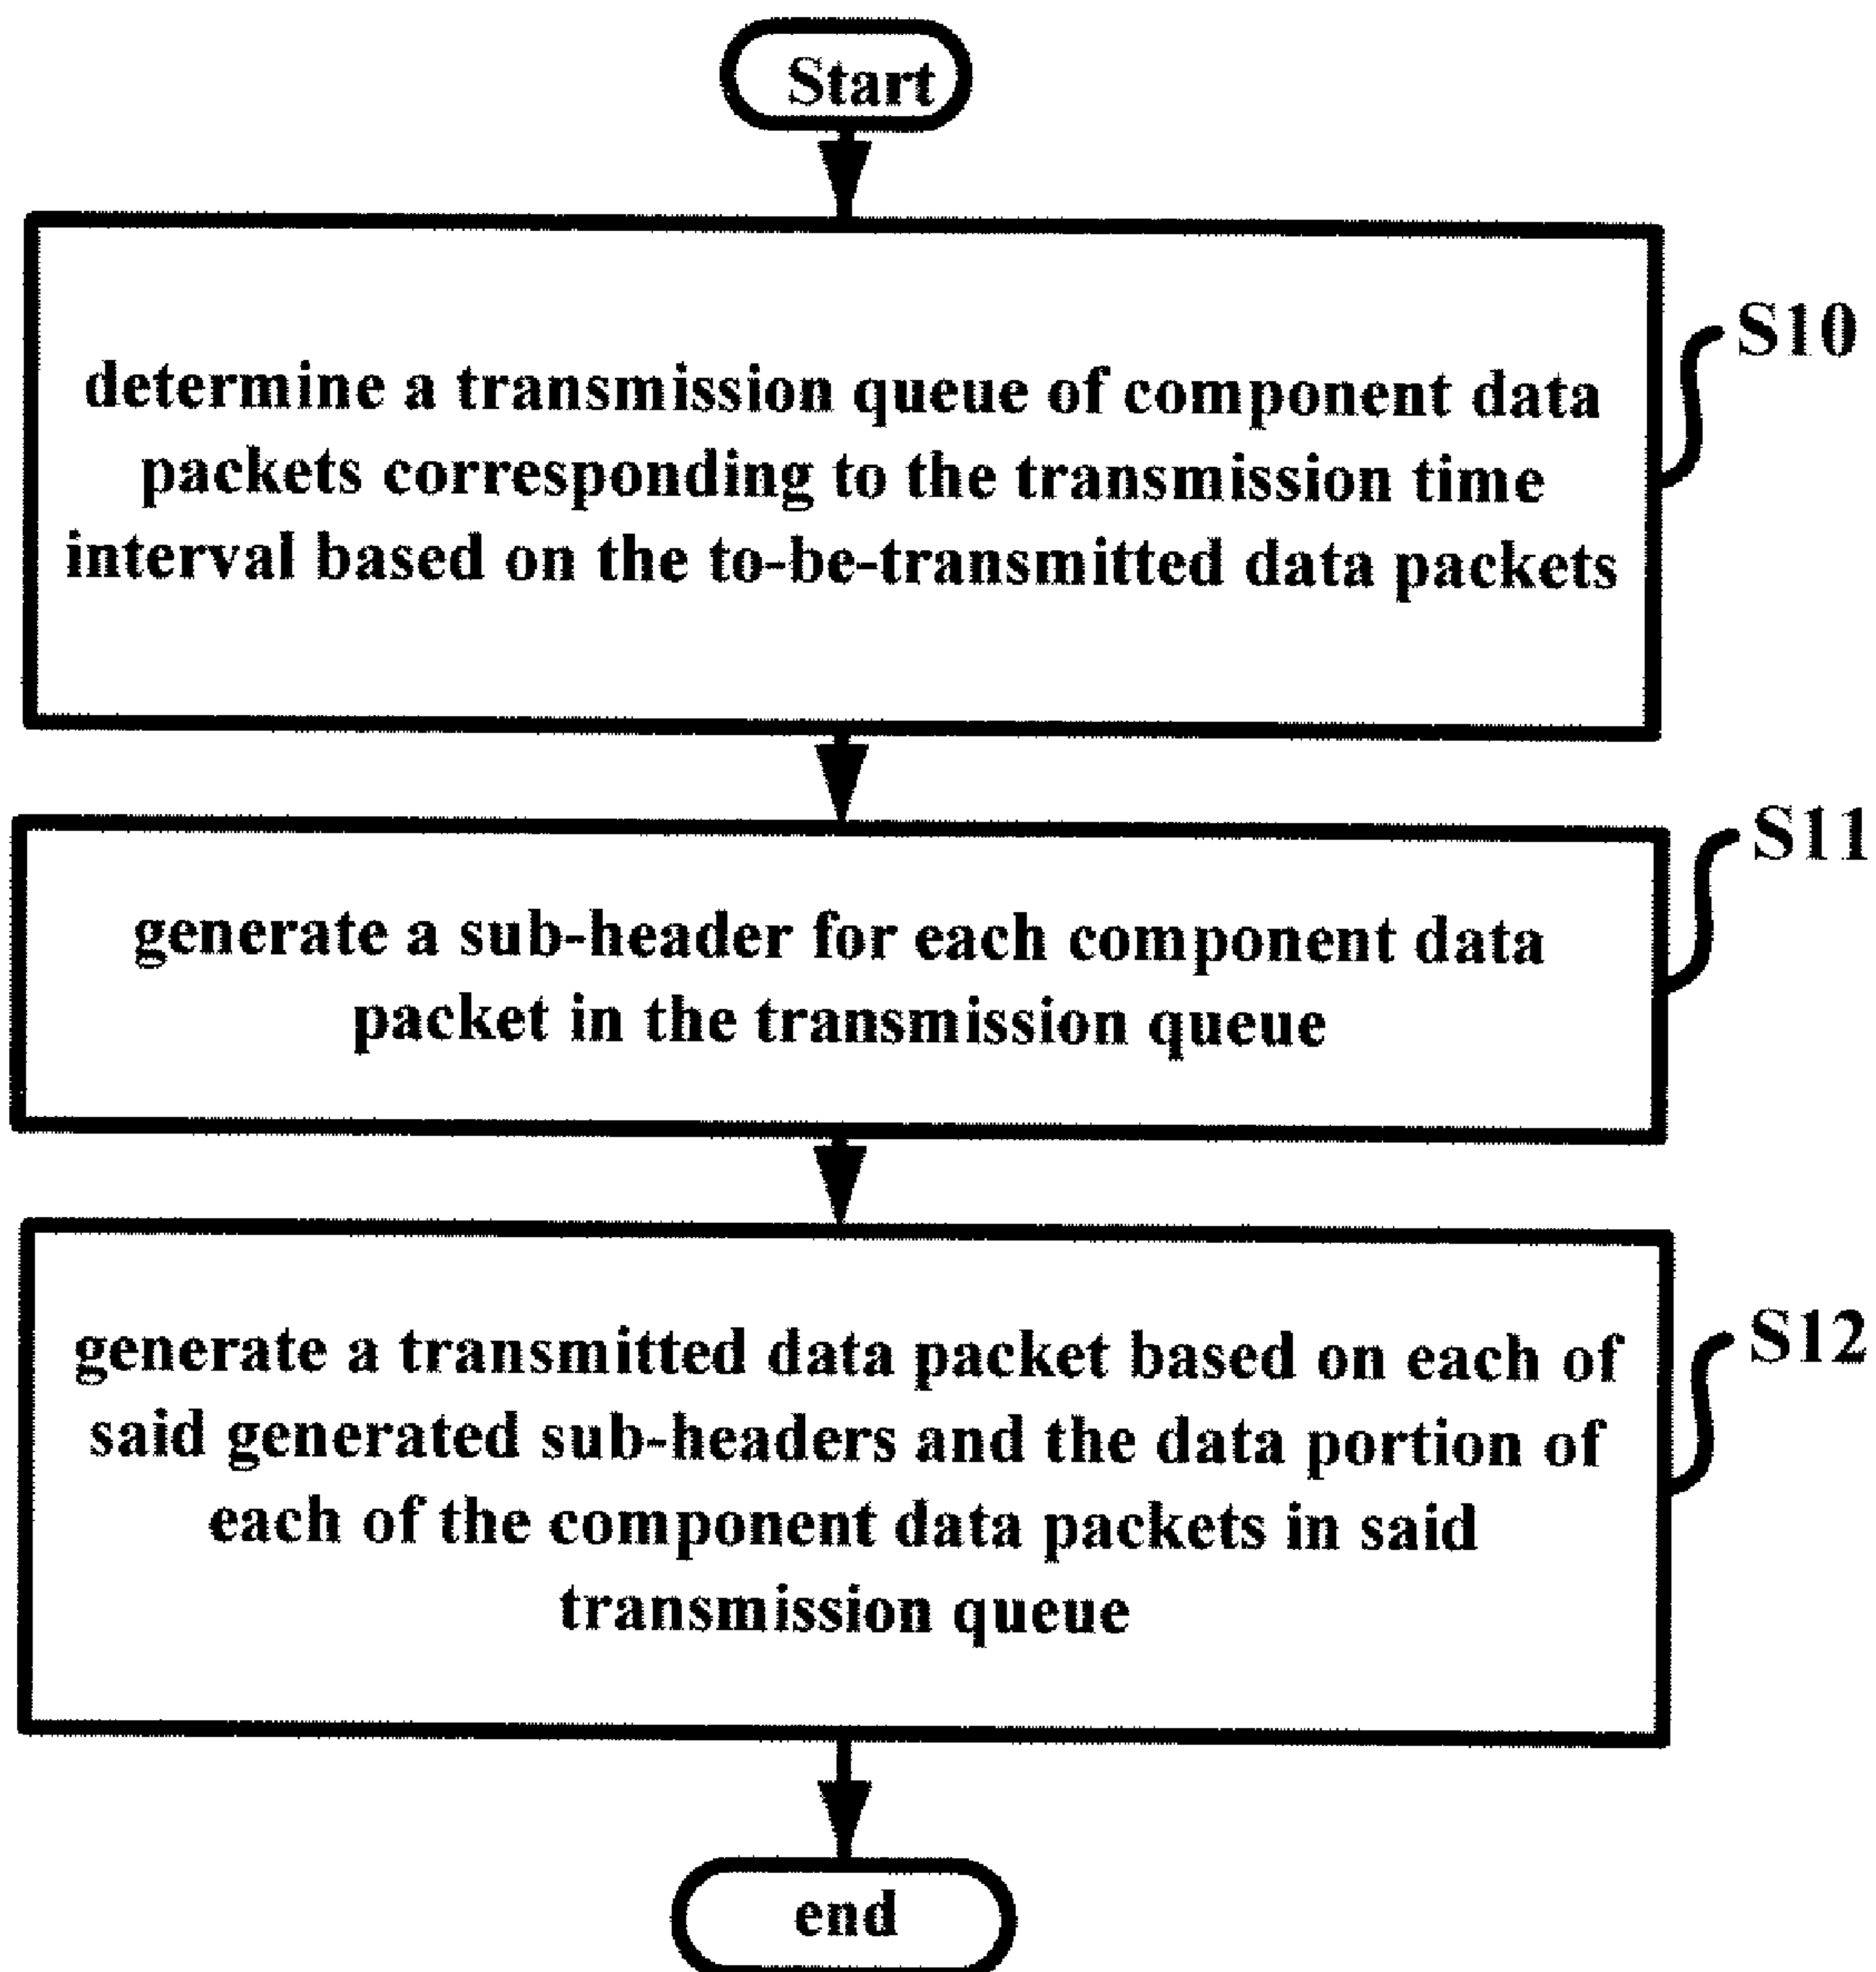 Start
determine a transmission queue of component data
packets corresponding to the transmission time
interval based on the to-be-transmitted data packets
S10
generate a sub-header for each component data
packet in the transmission queue
S11
generate a transmitted data packet based on each of
said generated sub-headers and the data portion of
each of the component data packets in said
transmission queue
S12
end